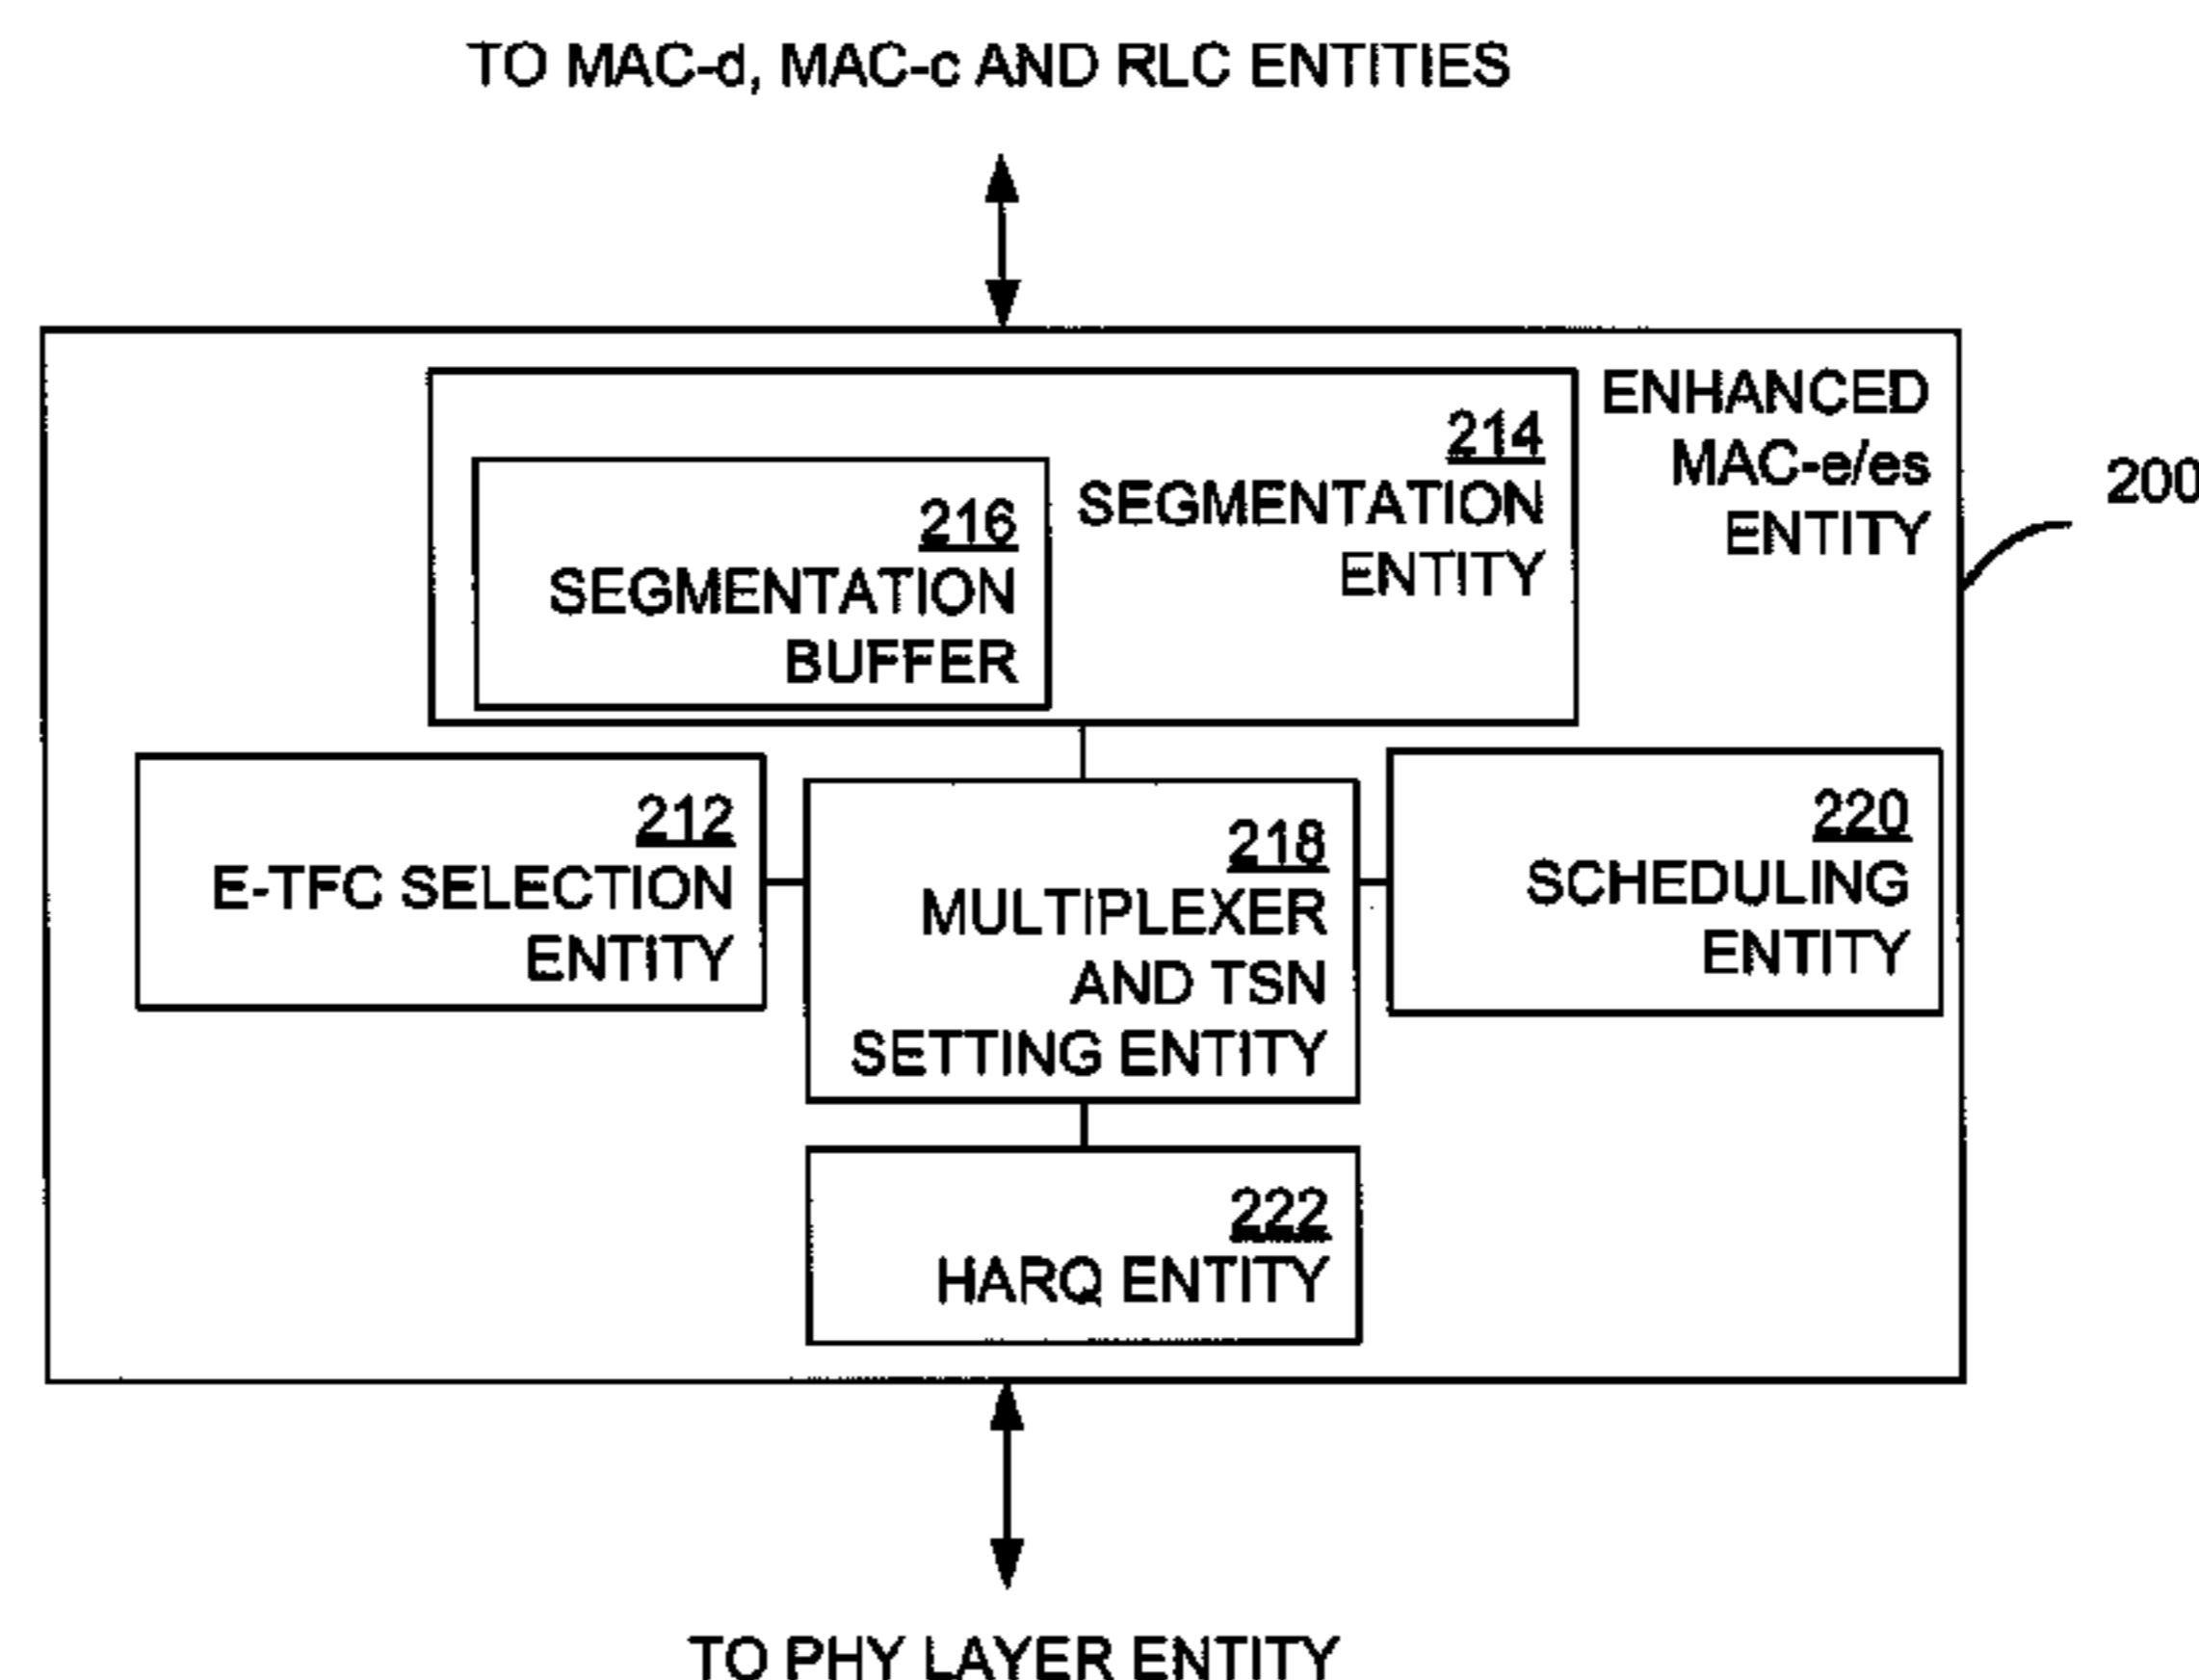 TO MAC-d, MAC-c AND RLC ENTITIES
ENHANCED
MAC-e/es
ENTITY
200
214
SEGMENTATION
ENTITY
216
SEGMENTATION
BUFFER
212
E-TFC SELECTION
ENTITY
218
MULTIPLEXER
AND TSN
SETTING ENTITY
220
SCHEDULING
ENTITY
222
HARQ ENTITY
TO PHY LAYER ENTITY